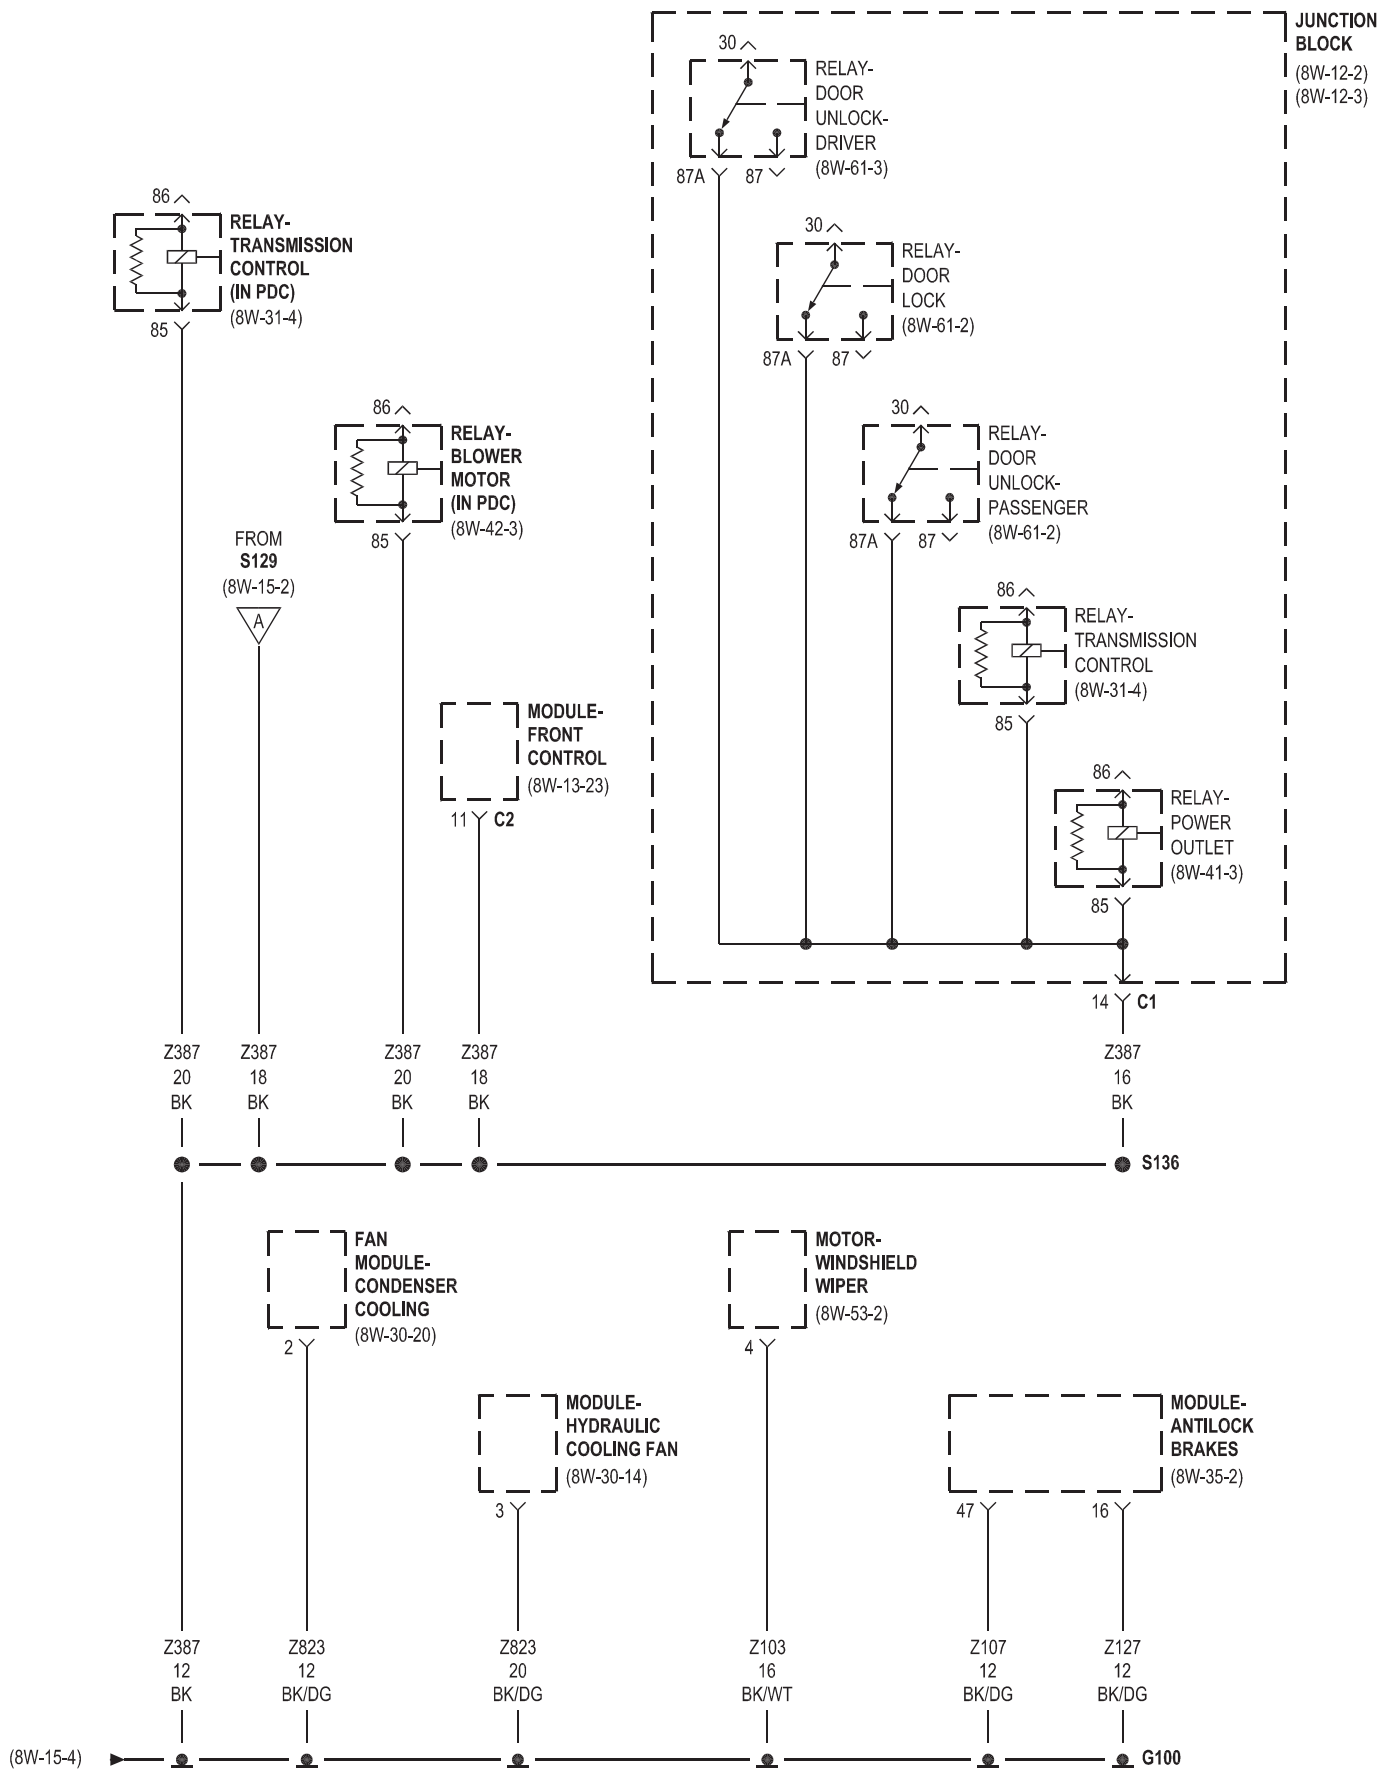 JUNCTION
BLOCK
(8W-12-2)
(8W-12-3)
30
RELAY-
DOOR
UNLOCK-
DRIVER
(8W-61-3)
87A
87
86
RELAY-
TRANSMISSION
CONTROL
(IN PDC)
(8W-31-4)
85
30
RELAY-
DOOR
LOCK
(8W-61-2)
87A
87
86
RELAY-
BLOWER
MOTOR
(IN PDC)
(8W-42-3)
85
30
RELAY-
DOOR
UNLOCK-
PASSENGER
(8W-61-2)
87A
87
FROM
S129
(8W-15-2)
A
86
RELAY-
TRANSMISSION
CONTROL
(8W-31-4)
85
MODULE-
FRONT
CONTROL
(8W-13-23)
11
C2
86
RELAY-
POWER
OUTLET
(8W-41-3)
85
14
C1
Z387
20
BK
Z387
18
BK
Z387
20
BK
Z387
18
BK
Z387
16
BK
S136
FAN
MODULE-
CONDENSER
COOLING
(8W-30-20)
2
MOTOR-
WINDSHIELD
WIPER
(8W-53-2)
4
MODULE-
HYDRAULIC
COOLING FAN
(8W-30-14)
3
MODULE-
ANTILOCK
BRAKES
(8W-35-2)
47
16
Z387
12
BK
Z823
12
BK/DG
Z823
20
BK/DG
Z103
16
BK/WT
Z107
12
BK/DG
Z127
12
BK/DG
(8W-15-4)
G100